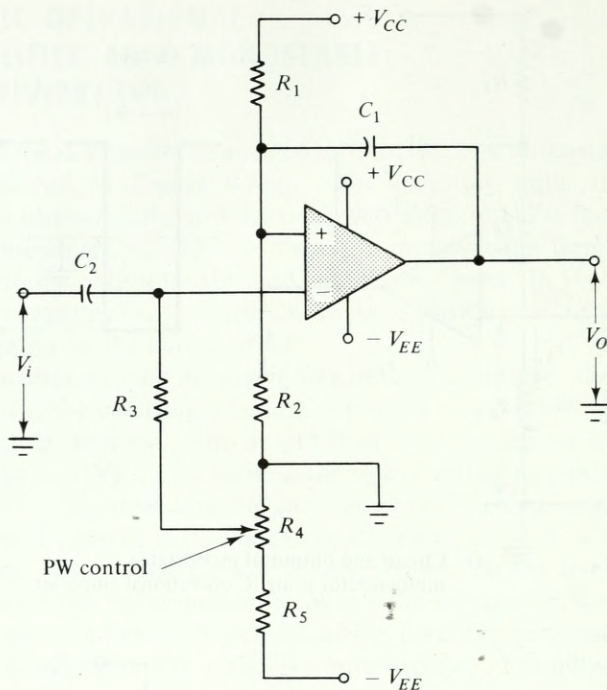 + V_CC
R_1
C_1
+ V_CC
+
C_2
−
− V_EE
V_i
V_O
R_3
R_2
R_4
PW control
R_5
− V_EE